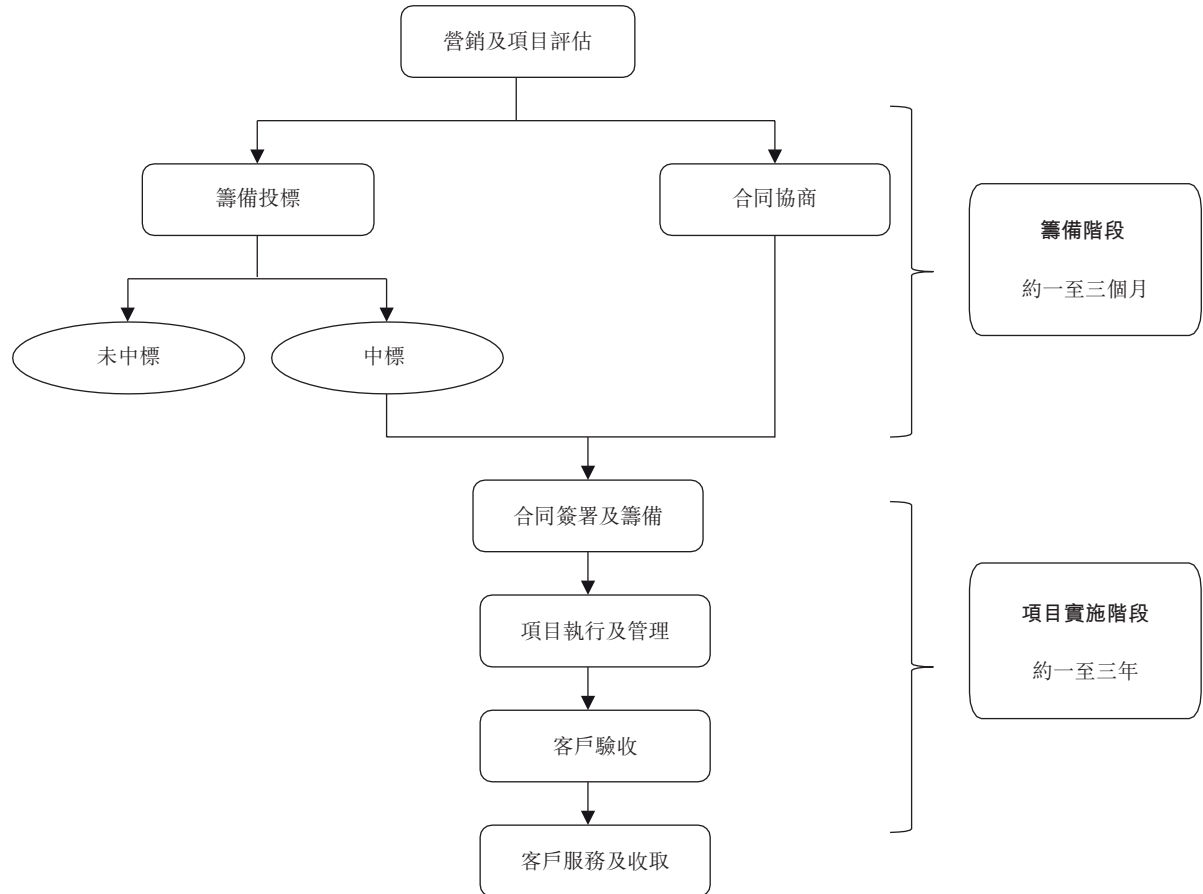 營銷及項目評估
籌備投標
合同協商
籌備階段
約一至三個月
未中標
中標
合同簽署及籌備
項目執行及管理
項目實施階段
約一至三年
客戶驗收
客戶服務及收取